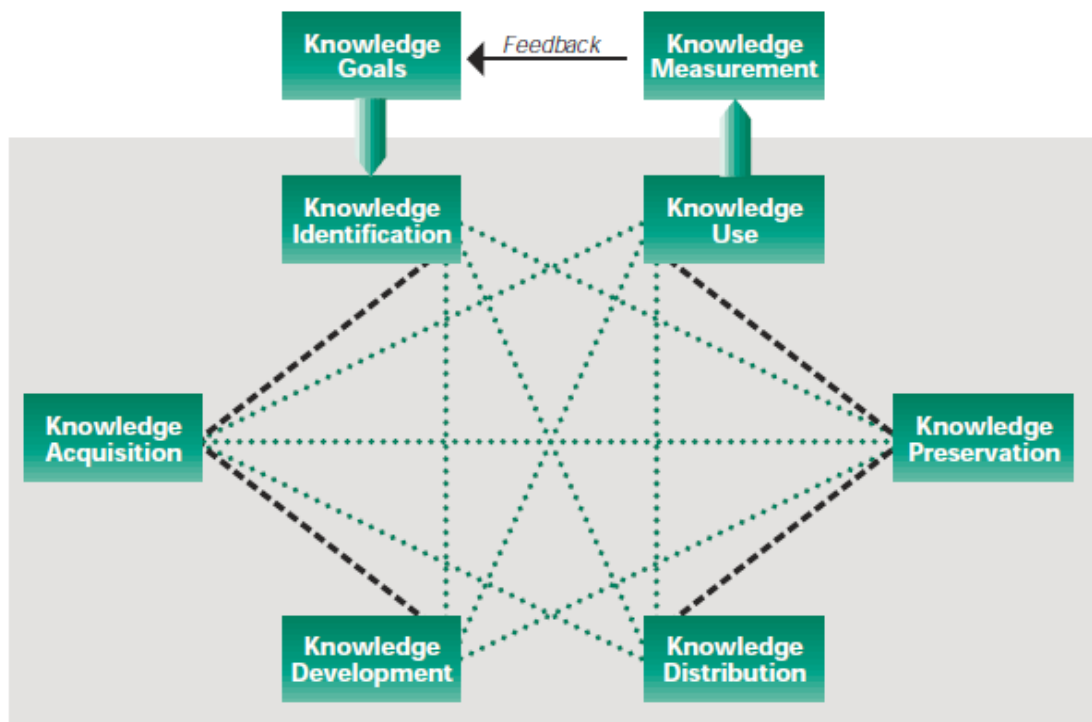 Knowledge
Goals
Feedback
Knowledge
Measurement
Knowledge
Identification
Knowledge
Use
Knowledge
Acquisition
Knowledge
Preservation
Knowledge
Development
Knowledge
Distribution